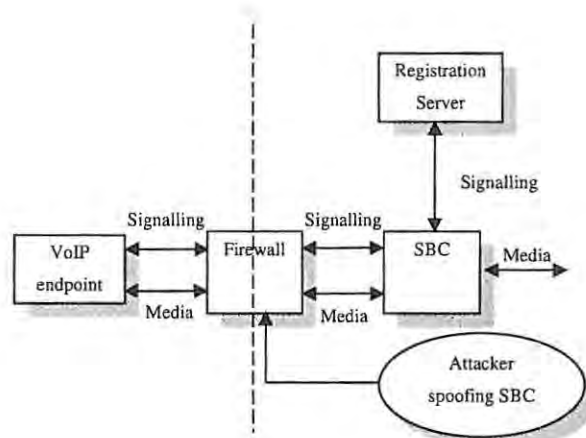 Registration
Server
Signalling
Signalling
Signalling
VoIP
endpoint
Firewall
SBC
Media
Media
Media
Attacker
spoofing SBC